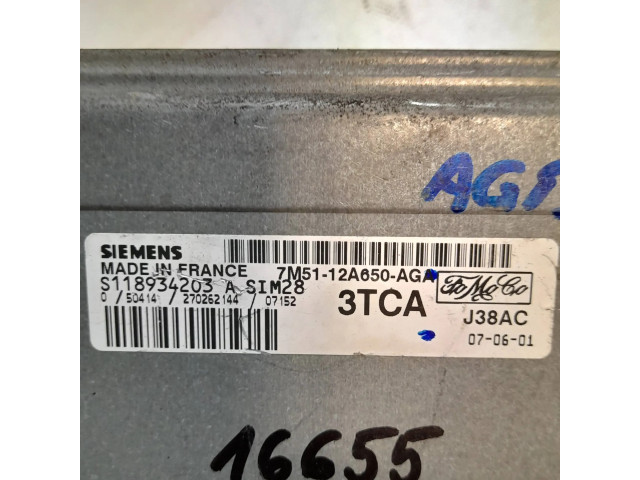 SIEMENS
MADE IN FRANCE
7M51-12A650-AGA
S118934203 A SIM28
0 / 50414 / 270262144 / 07152
3TCA
FoMoCo
J38AC
07-06-01
16655